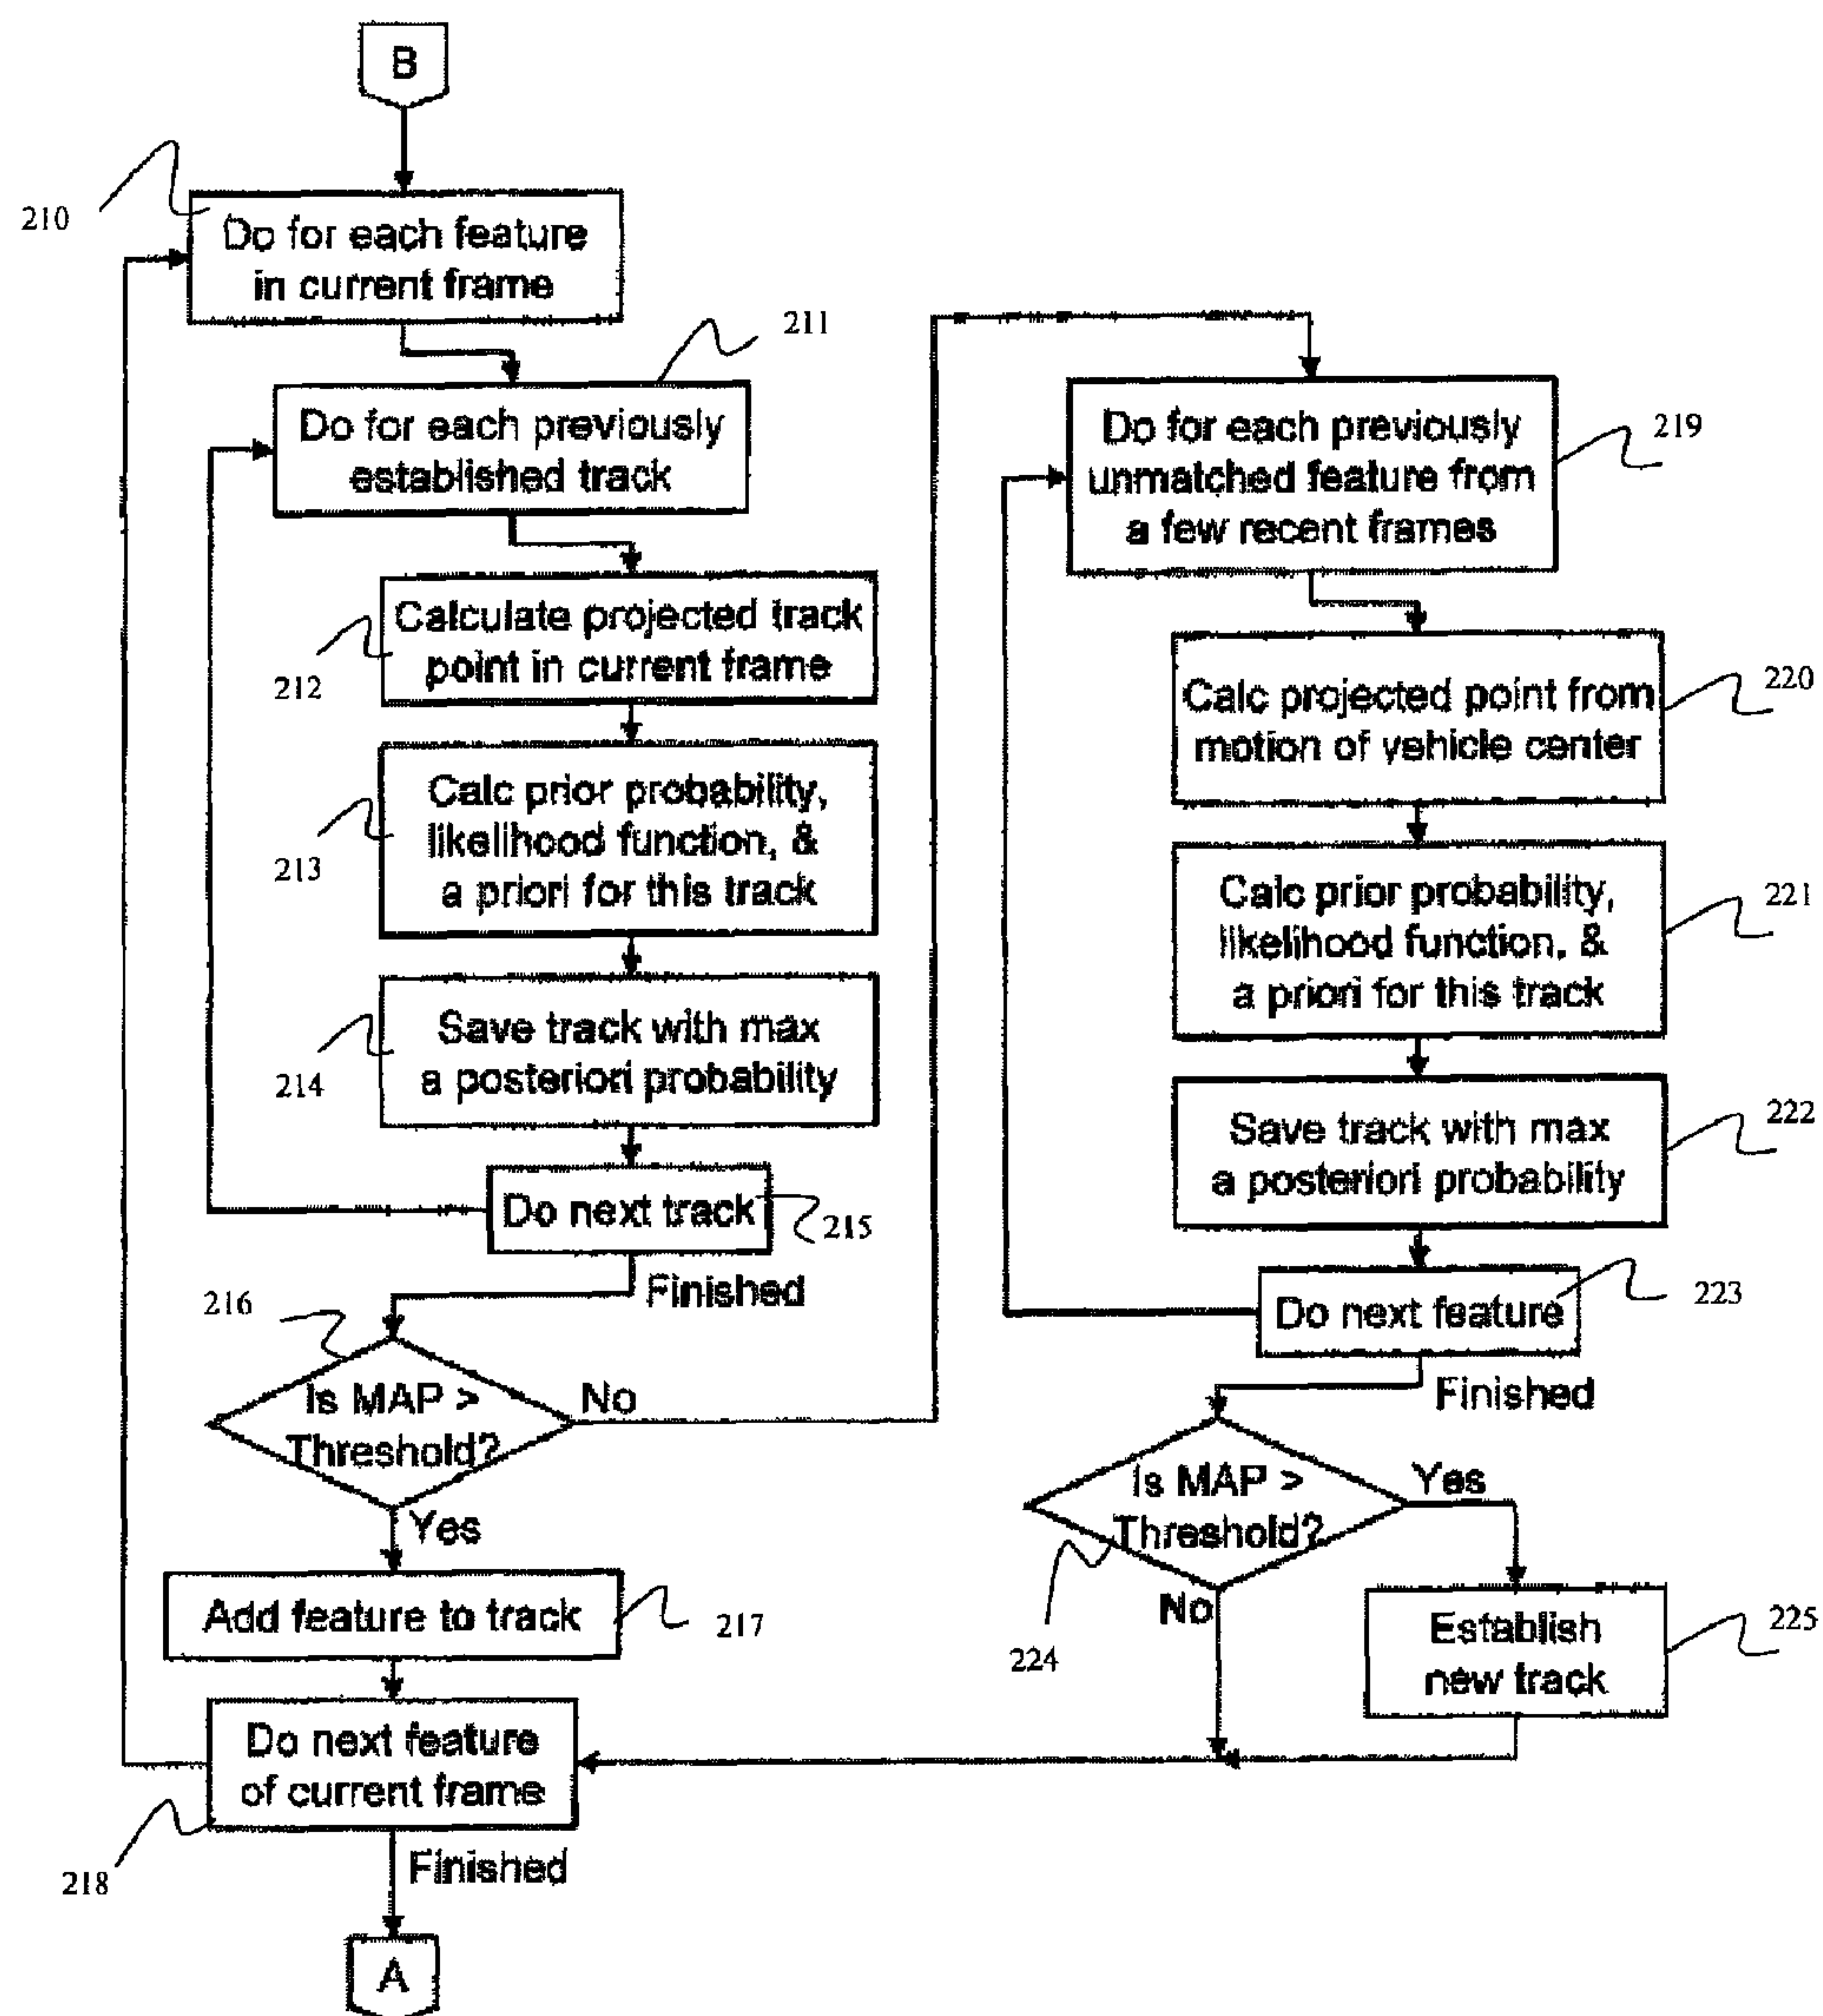 B
210
Do for each feature
in current frame
211
Do for each previously
established track
212
Calculate projected track
point in current frame
213
Calc prior probability,
likelihood function, &
a priori for this track
214
Save track with max
a posteriori probability
Do next track
215
Finished
216
Is MAP >
Threshold?
No
Yes
Add feature to track
217
Do next feature
of current frame
218
Finished
A
Do for each previously
unmatched feature from
a few recent frames
219
Calc projected point from
motion of vehicle center
220
Calc prior probability,
likelihood function, &
a priori for this track
221
Save track with max
a posteriori probability
222
Do next feature
223
Finished
Is MAP >
Threshold?
224
Yes
No
Establish
new track
225